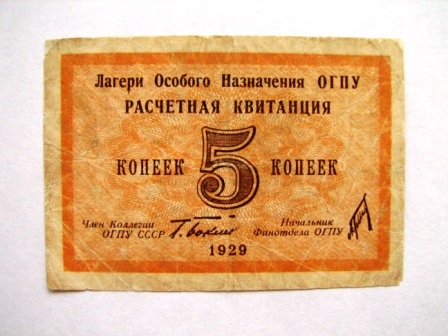 Лагери Особого Назначения ОГПУ
РАСЧЕТНАЯ КВИТАНЦИЯ
КОПЕЕК 5 КОПЕЕК
Член Коллегии
ОГПУ СССР
Г. Бокий
Начальник
Финотдела ОГПУ
1929